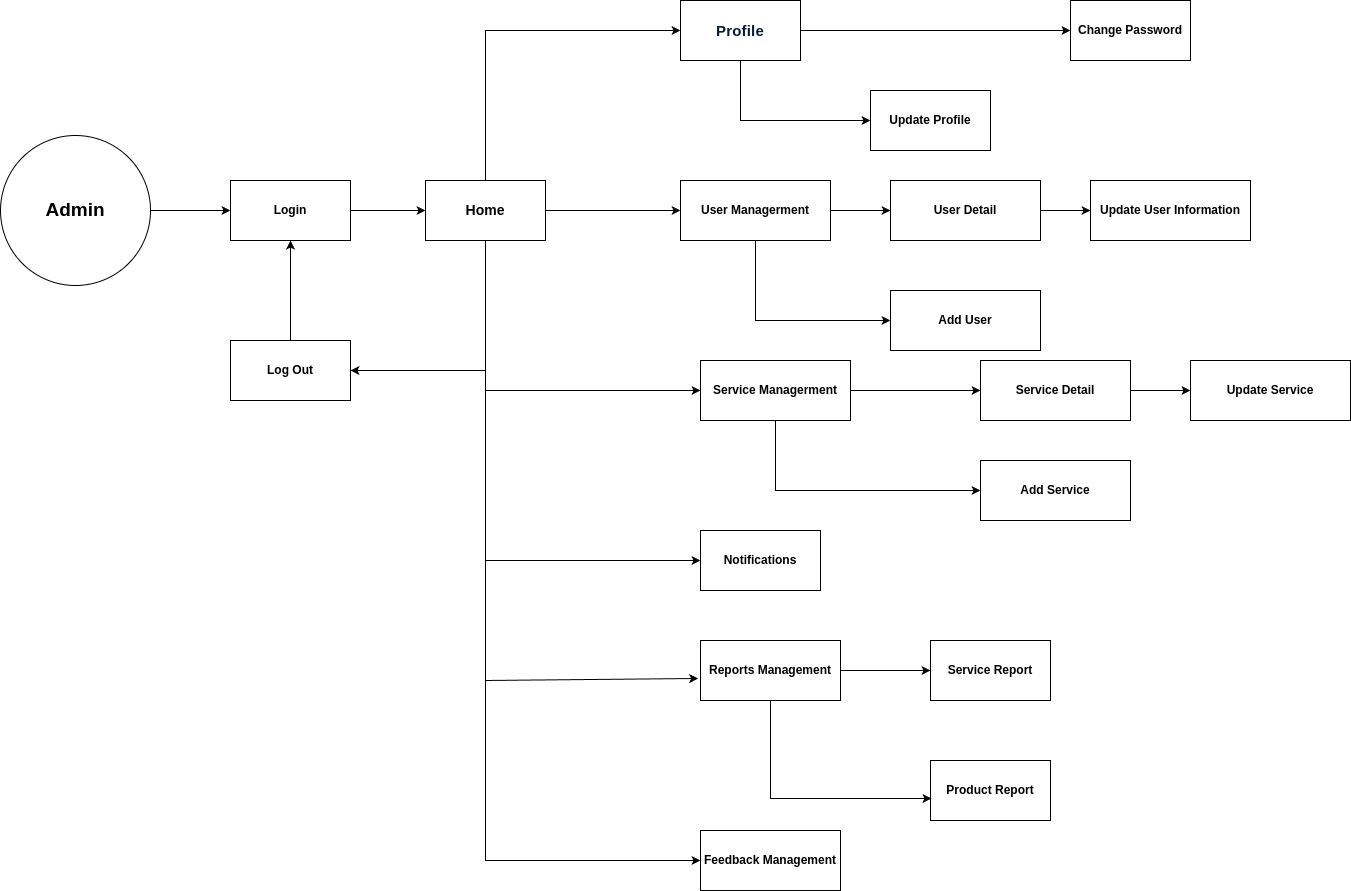 Profile
Change Password
Update Profile
Admin
Login
Home
User Managerment
User Detail
Update User Information
Add User
Log Out
Service Managerment
Service Detail
Update Service
Add Service
Notifications
Reports Management
Service Report
Product Report
Feedback Management